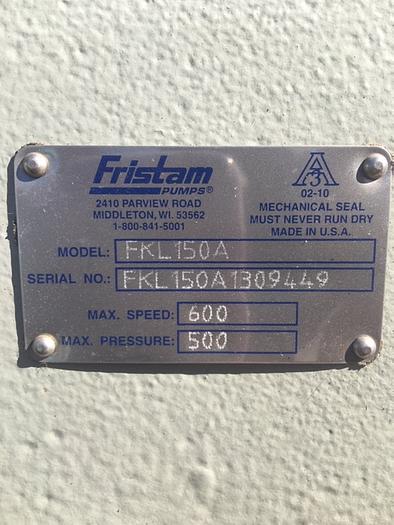 Fristam
PUMPS®
2410 PARVIEW ROAD
MIDDLETON, WI. 53562
1-800-841-5001
A
3
02-10
MECHANICAL SEAL
MUST NEVER RUN DRY
MADE IN U.S.A.
MODEL: FKL150A
SERIAL NO.: FKL150A1309449
MAX. SPEED: 600
MAX. PRESSURE: 500